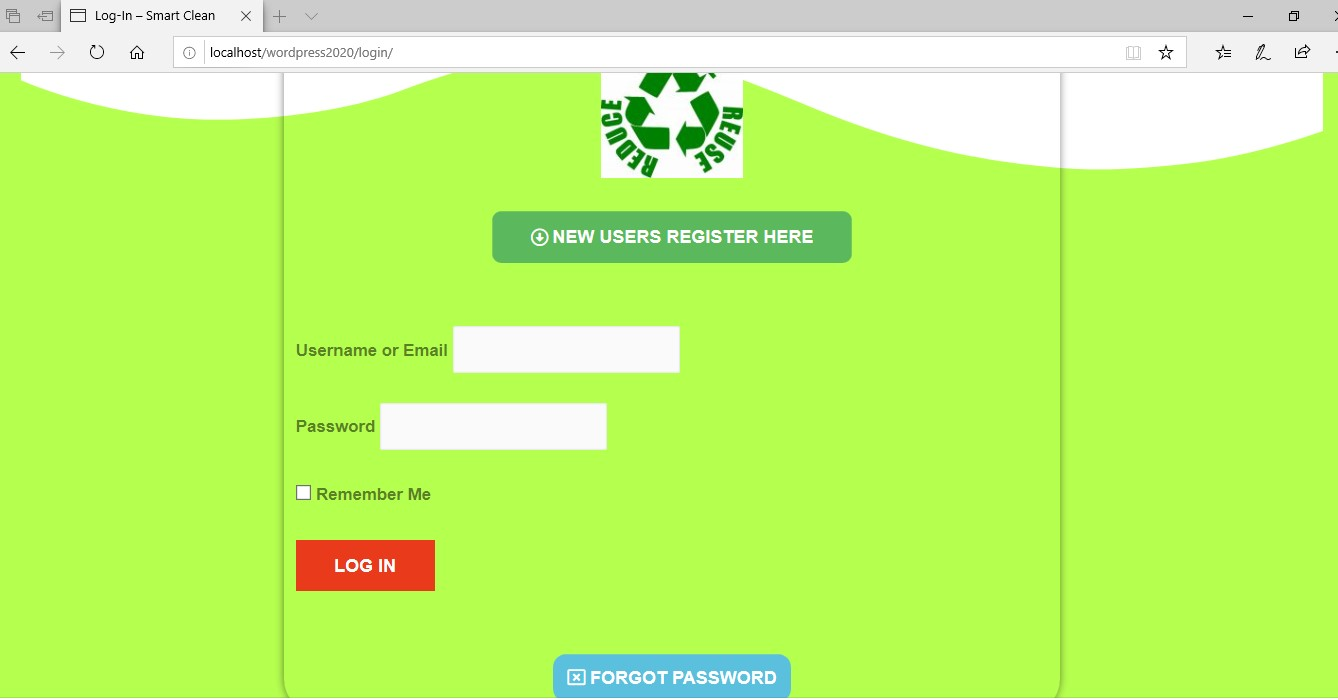 Log-In – Smart Clean
localhost/wordpress2020/login/
REDUCE REUSE
NEW USERS REGISTER HERE
Username or Email
Password
Remember Me
LOG IN
FORGOT PASSWORD